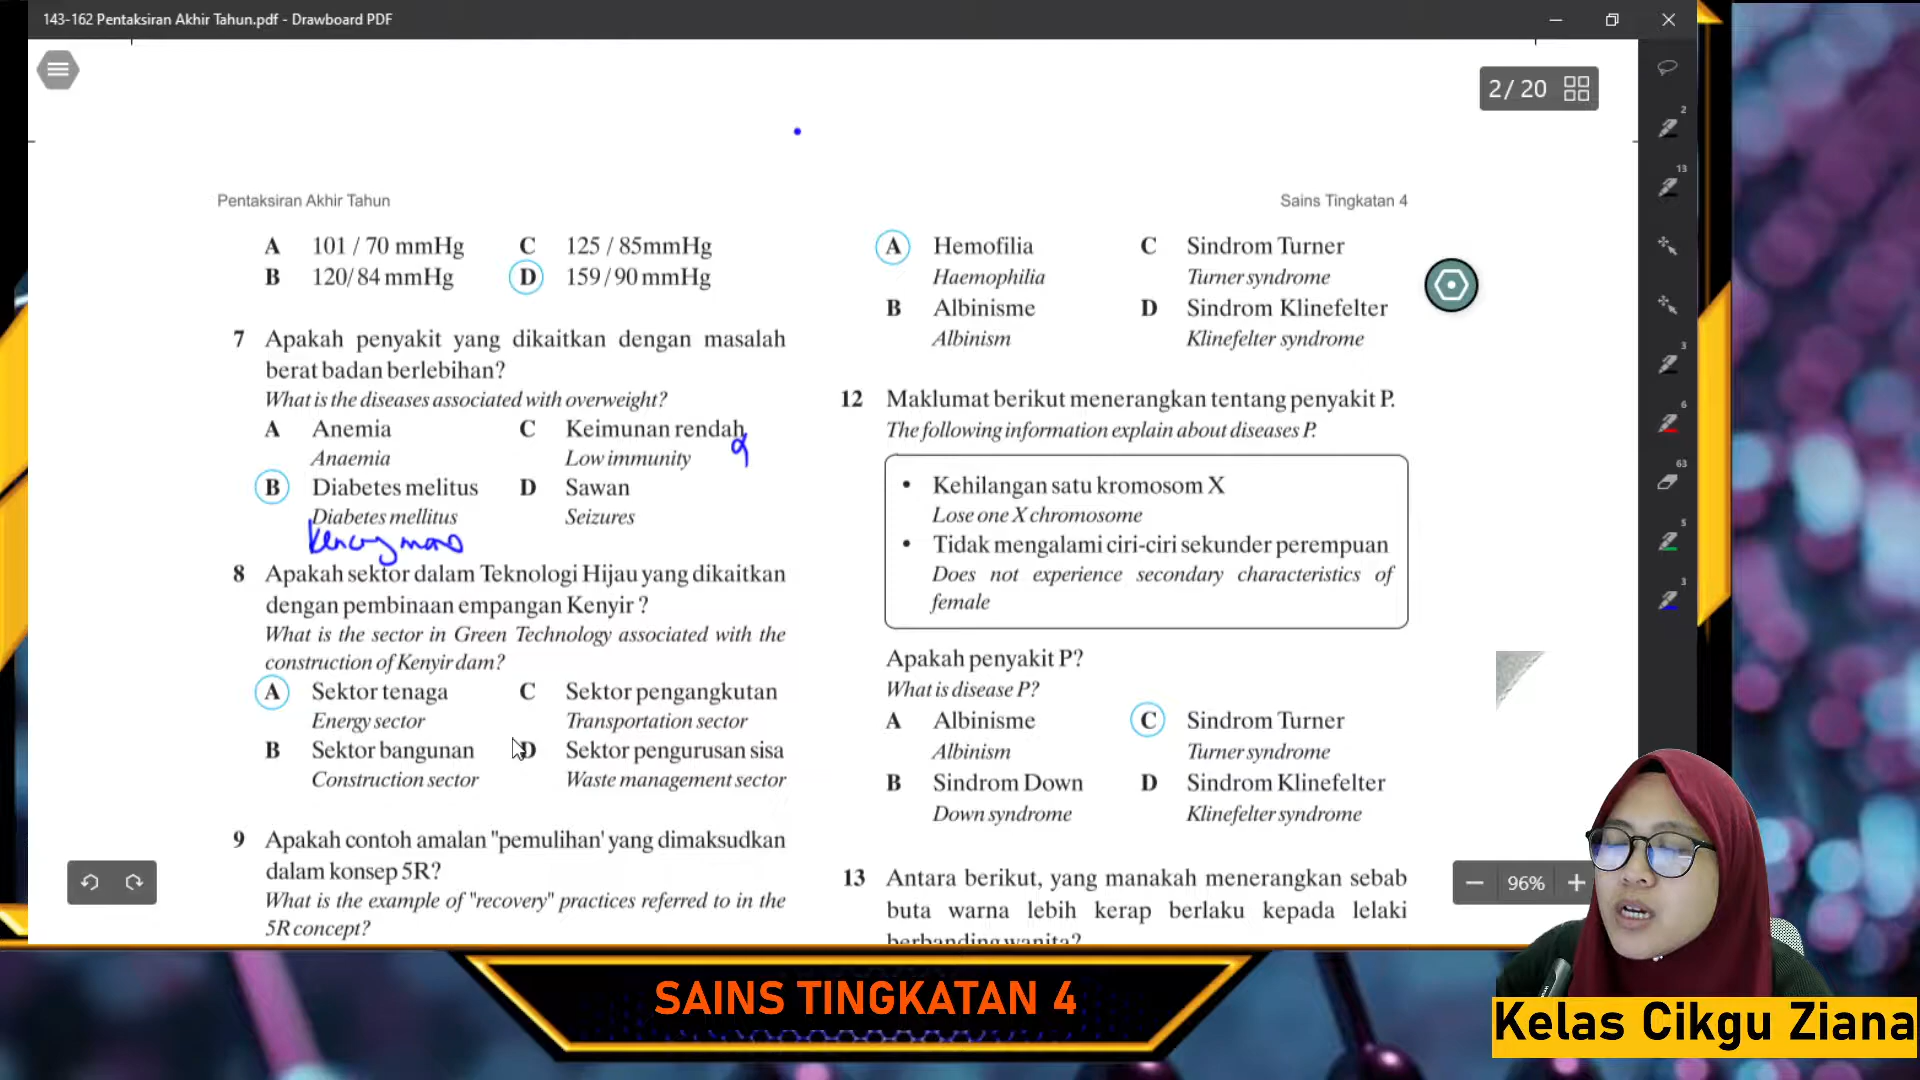 143-162 Pentaksiran Akhir Tahun.pdf - Drawboard PDF
2 / 20
Pentaksiran Akhir Tahun
A 101 / 70 mmHg C 125 / 85mmHg
B 120/ 84 mmHg D 159/90 mmHg
7 Apakah penyakit yang dikaitkan dengan masalah
berat badan berlebihan?
What is the diseases associated with overweight?
A Anemia C Keimunan rendah
Anaemia Low immunity
B Diabetes melitus D Sawan
Diabetes mellitus Seizures
8 Apakah sektor dalam Teknologi Hijau yang dikaitkan
dengan pembinaan empangan Kenyir ?
What is the sector in Green Technology associated with the
construction of Kenyir dam?
A Sektor tenaga C Sektor pengangkutan
Energy sector Transportation sector
B Sektor bangunan D Sektor pengurusan sisa
Construction sector Waste management sector
9 Apakah contoh amalan "pemulihan' yang dimaksudkan
dalam konsep 5R?
What is the example of "recovery" practices referred to in the
5R concept?
Sains Tingkatan 4
A Hemofilia C Sindrom Turner
Haemophilia Turner syndrome
B Albinisme D Sindrom Klinefelter
Albinism Klinefelter syndrome
12 Maklumat berikut menerangkan tentang penyakit P.
The following information explain about diseases P.
• Kehilangan satu kromosom X
Lose one X chromosome
• Tidak mengalami ciri-ciri sekunder perempuan
Does not experience secondary characteristics of
female
Apakah penyakit P?
What is disease P?
A Albinisme C Sindrom Turner
Albinism Turner syndrome
B Sindrom Down D Sindrom Klinefelter
Down syndrome Klinefelter syndrome
13 Antara berikut, yang manakah menerangkan sebab
buta warna lebih kerap berlaku kepada lelaki
berbanding wanita?
2
13
3
6
63
5
3
96%
SAINS TINGKATAN 4
Kelas Cikgu Ziana